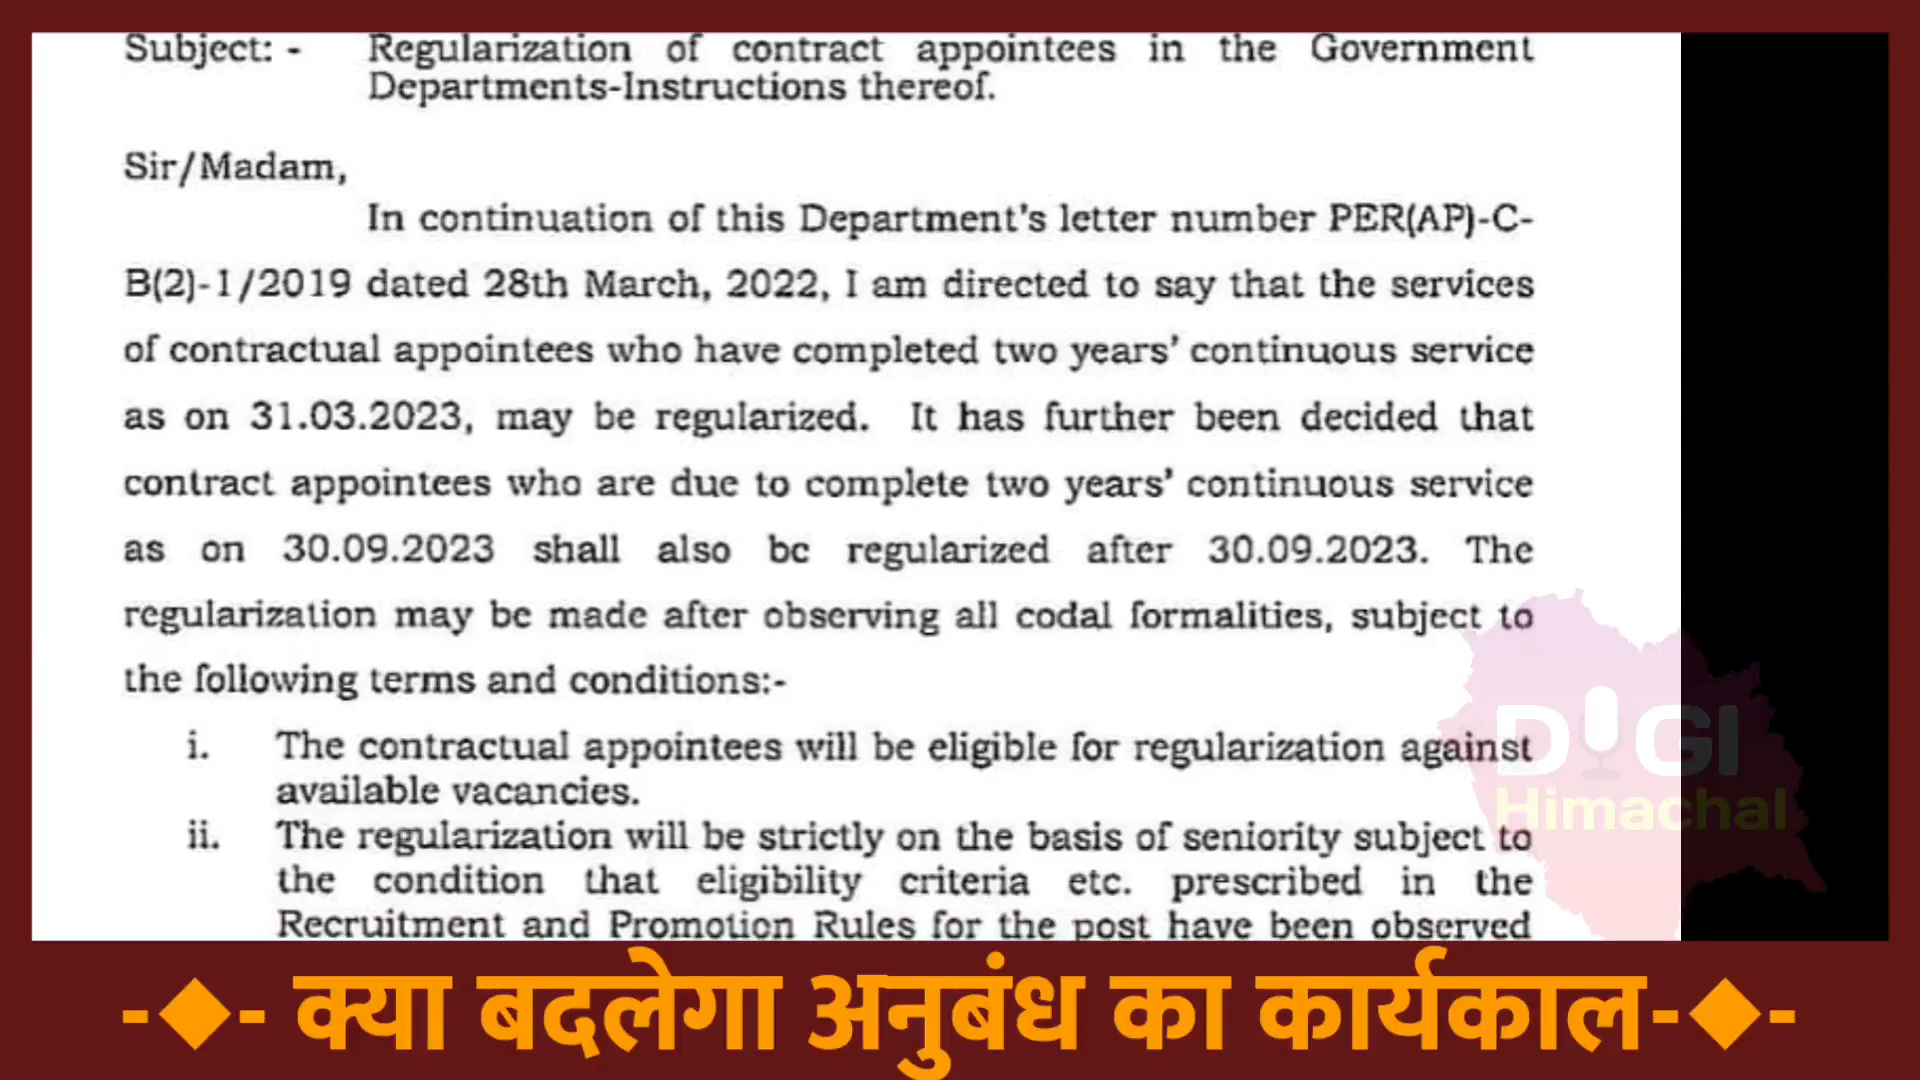 Subject: - Regularization of contract appointees in the Government
Departments-Instructions thereof.
Sir/Madam,
In continuation of this Department's letter number PER(AP)-C-
B(2)-1/2019 dated 28th March, 2022, I am directed to say that the services
of contractual appointees who have completed two years' continuous service
as on 31.03.2023, may be regularized. It has further been decided that
contract appointees who are due to complete two years' continuous service
as on 30.09.2023 shall also be regularized after 30.09.2023. The
regularization may be made after observing all codal formalities, subject to
the following terms and conditions:-
i. The contractual appointees will be eligible for regularization against
available vacancies.
ii. The regularization will be strictly on the basis of seniority subject to
the condition that eligibility criteria etc. prescribed in the
Recruitment and Promotion Rules for the post have been observed
DIGI
Himachal
-◆- क्या बदलेगा अनुबंध का कार्यकाल-◆-